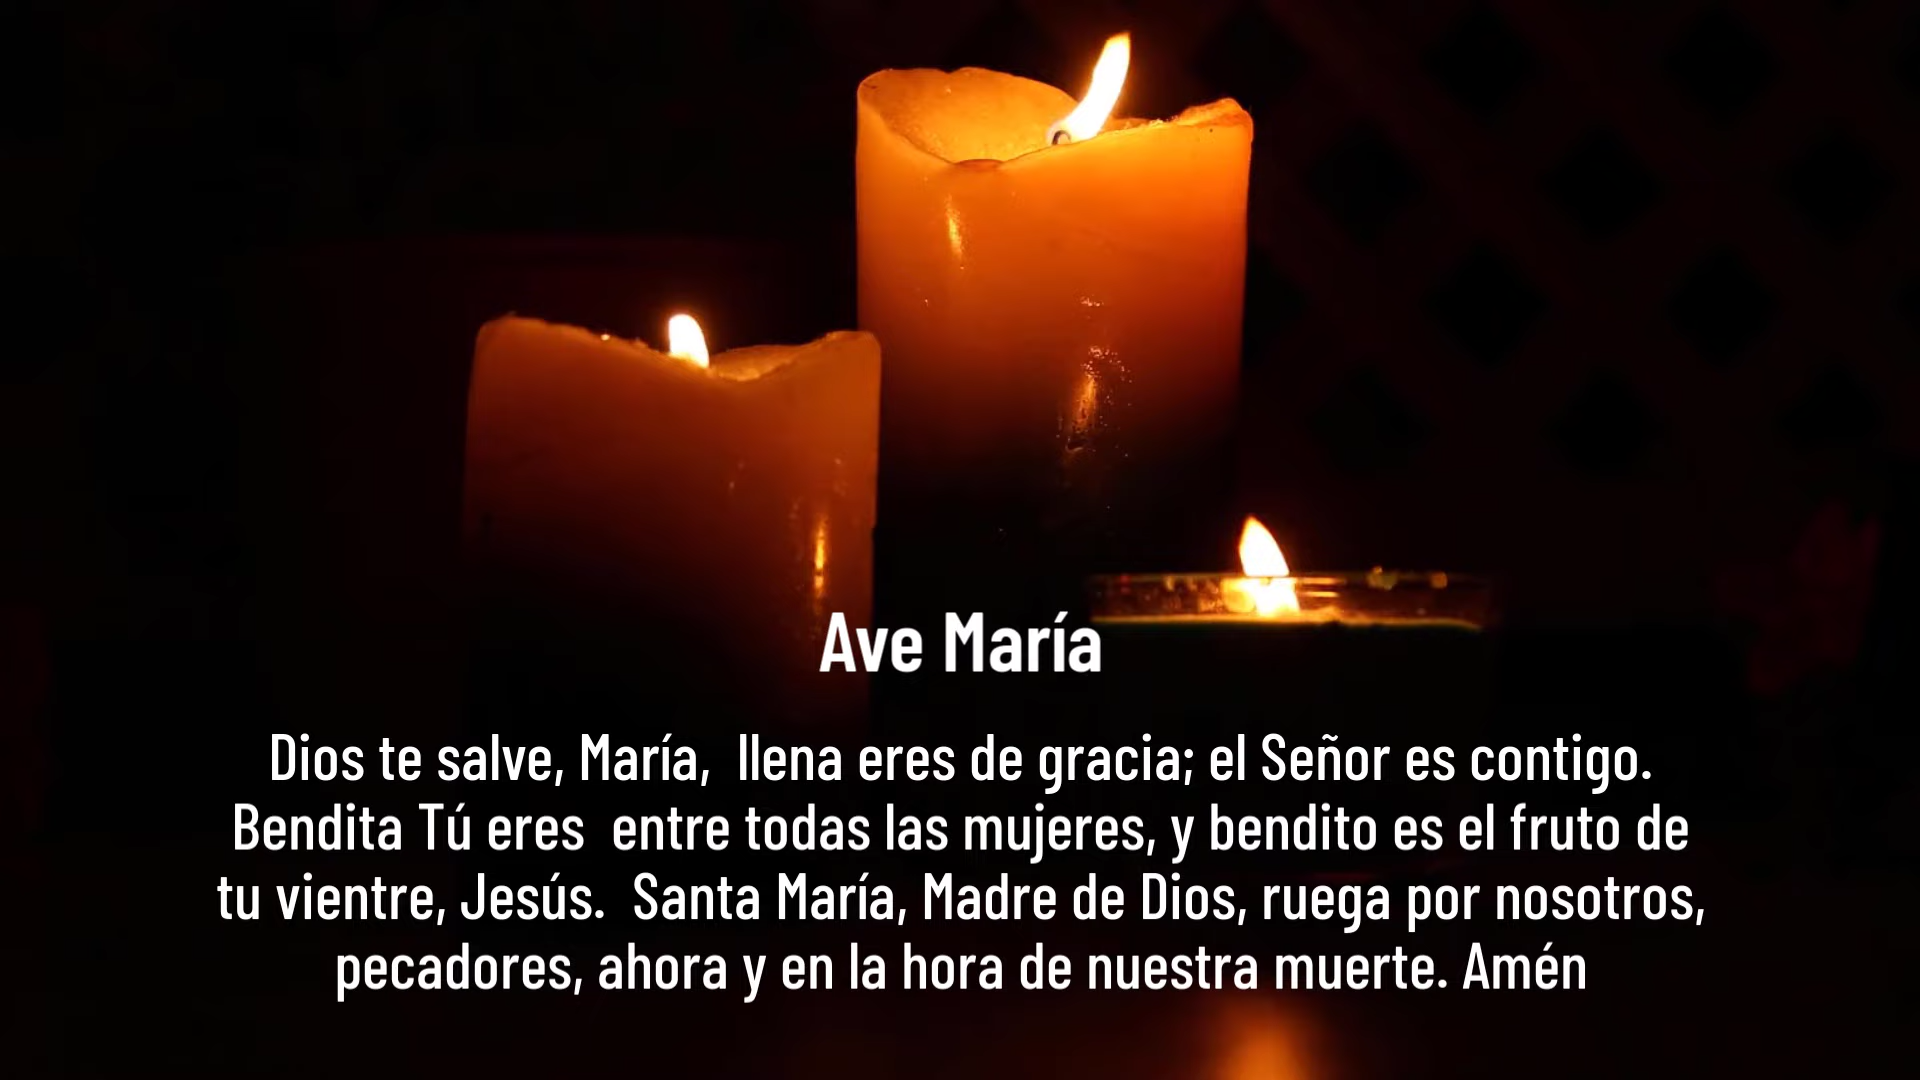 Ave María
Dios te salve, María,  llena eres de gracia; el Señor es contigo.
Bendita Tú eres  entre todas las mujeres, y bendito es el fruto de
tu vientre, Jesús.  Santa María, Madre de Dios, ruega por nosotros,
pecadores, ahora y en la hora de nuestra muerte. Amén